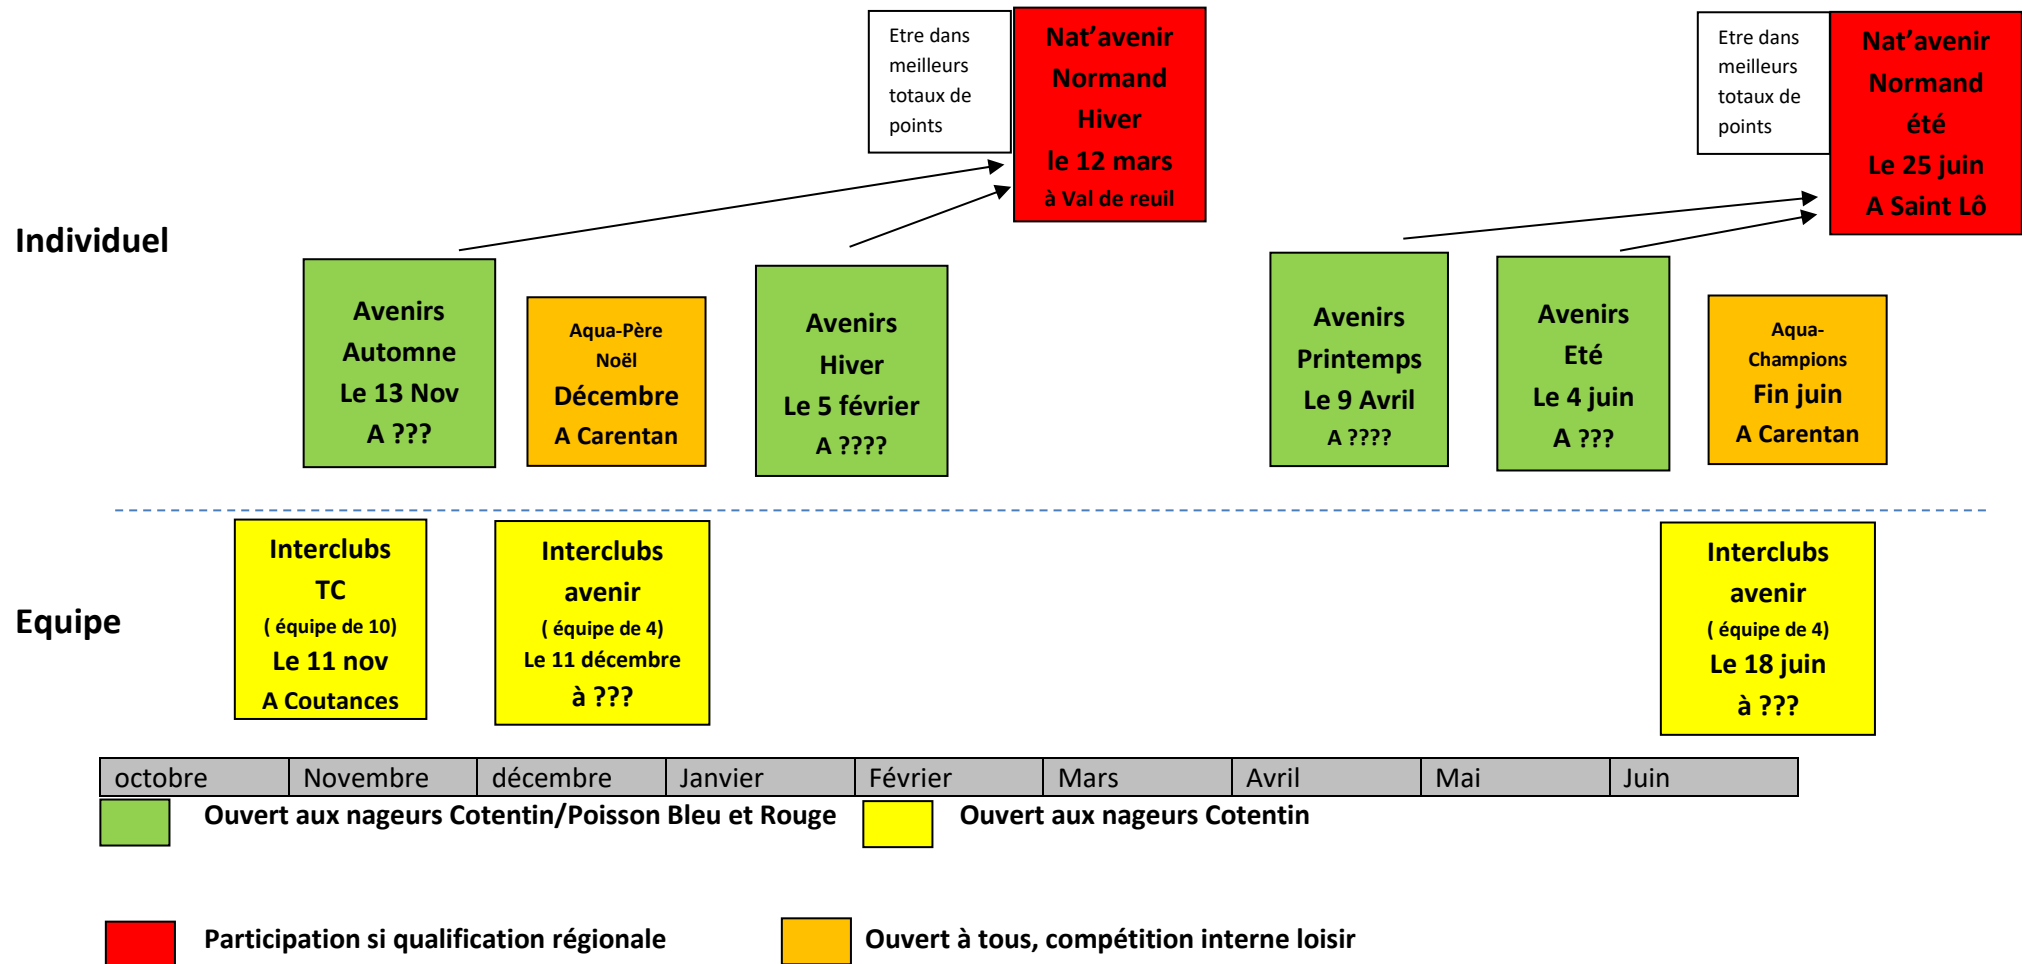 Etre dans
meilleurs
totaux de
points
Nat’avenir
Normand
Hiver
le 12 mars
à Val de reuil
Etre dans
meilleurs
totaux de
points
Nat’avenir
Normand
été
Le 25 juin
A Saint Lô
Individuel
Avenirs
Automne
Le 13 Nov
A ???
Aqua-Père
Noël
Décembre
A Carentan
Avenirs
Hiver
Le 5 février
A ????
Avenirs
Printemps
Le 9 Avril
A ????
Avenirs
Eté
Le 4 juin
A ???
Aqua-
Champions
Fin juin
A Carentan
Equipe
Interclubs
TC
( équipe de 10)
Le 11 nov
A Coutances
Interclubs
avenir
( équipe de 4)
Le 11 décembre
à ???
Interclubs
avenir
( équipe de 4)
Le 18 juin
à ???
octobre Novembre décembre Janvier Février Mars Avril Mai Juin
Ouvert aux nageurs Cotentin/Poisson Bleu et Rouge
Ouvert aux nageurs Cotentin
Participation si qualification régionale
Ouvert à tous, compétition interne loisir